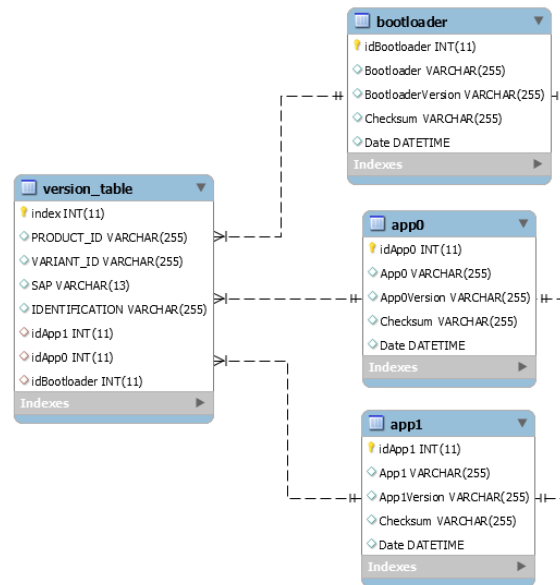 bootloader
idBootloader INT(11)
Bootloader VARCHAR(255)
BootloaderVersion VARCHAR(255)
Checksum VARCHAR(255)
Date DATETIME
Indexes
version_table
index INT(11)
PRODUCT_ID VARCHAR(255)
VARIANT_ID VARCHAR(255)
SAP VARCHAR(13)
IDENTIFICATION VARCHAR(255)
idApp1 INT(11)
idApp0 INT(11)
idBootloader INT(11)
Indexes
app0
idApp0 INT(11)
App0 VARCHAR(255)
App0Version VARCHAR(255)
Checksum VARCHAR(255)
Date DATETIME
Indexes
app1
idApp1 INT(11)
App1 VARCHAR(255)
App1Version VARCHAR(255)
Checksum VARCHAR(255)
Date DATETIME
Indexes